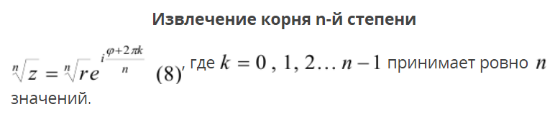 Извлечение корня n-й степени
ⁿ√z = ⁿ√r e^{i(φ+2πk)/n} (8), где k = 0 , 1, 2… n − 1 принимает ровно n
значений.